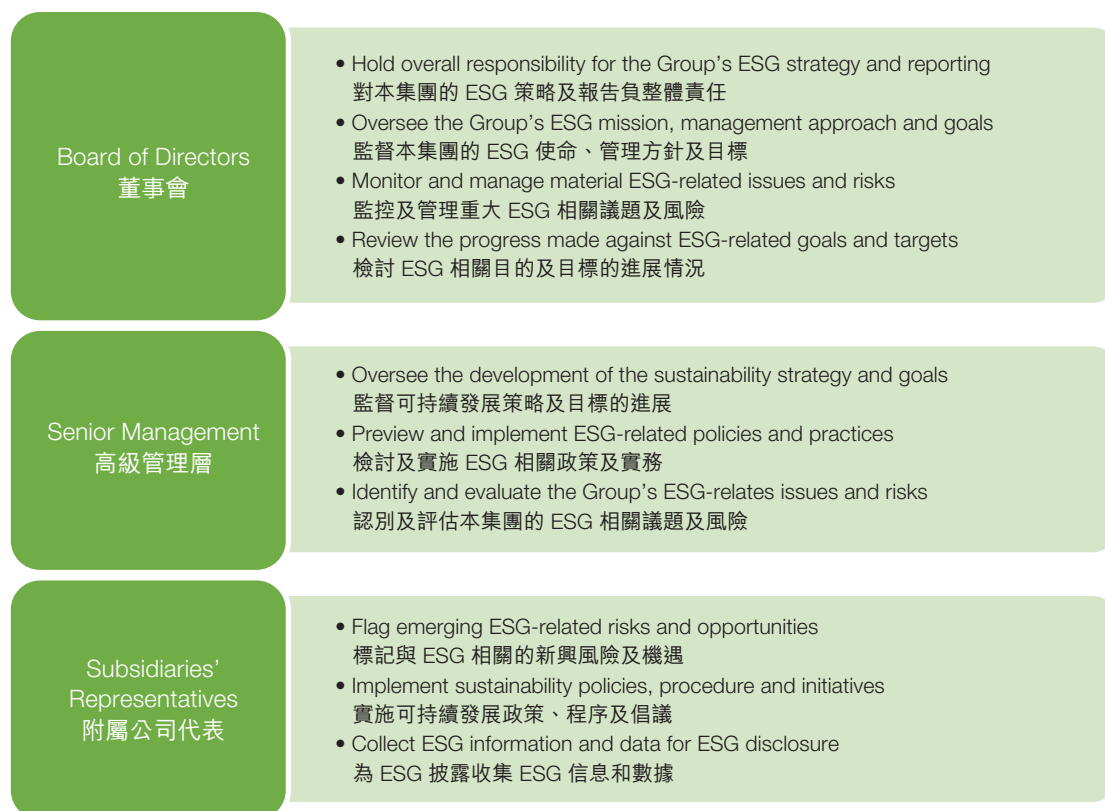 Board of Directors
董事會
• Hold overall responsibility for the Group's ESG strategy and reporting
對本集團的 ESG 策略及報告負整體責任
• Oversee the Group's ESG mission, management approach and goals
監督本集團的 ESG 使命、管理方針及目標
• Monitor and manage material ESG-related issues and risks
監控及管理重大 ESG 相關議題及風險
• Review the progress made against ESG-related goals and targets
檢討 ESG 相關目的及目標的進展情況
Senior Management
高級管理層
• Oversee the development of the sustainability strategy and goals
監督可持續發展策略及目標的進展
• Preview and implement ESG-related policies and practices
檢討及實施 ESG 相關政策及實務
• Identify and evaluate the Group's ESG-relates issues and risks
認別及評估本集團的 ESG 相關議題及風險
Subsidiaries'
Representatives
附屬公司代表
• Flag emerging ESG-related risks and opportunities
標記與 ESG 相關的新興風險及機遇
• Implement sustainability policies, procedure and initiatives
實施可持續發展政策、程序及倡議
• Collect ESG information and data for ESG disclosure
為 ESG 披露收集 ESG 信息和數據